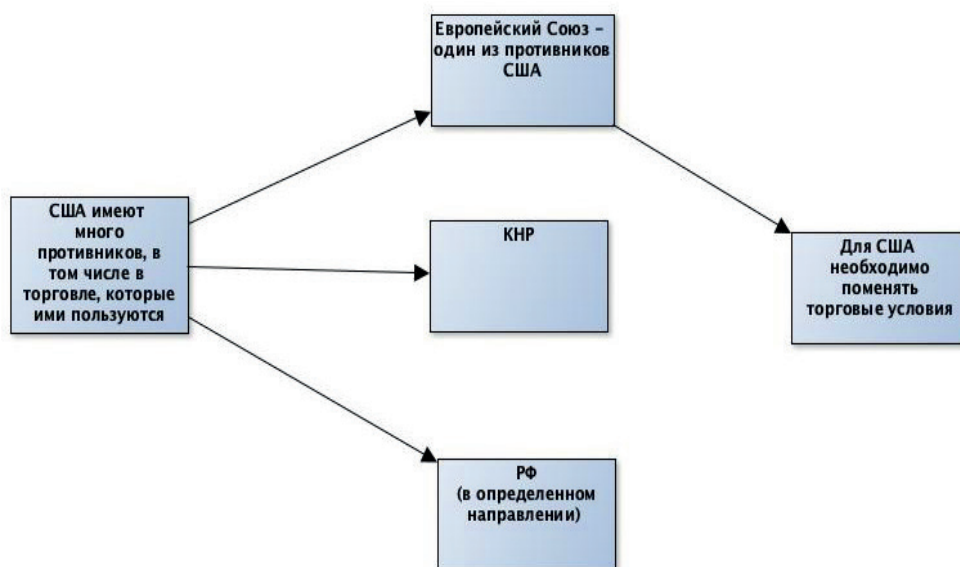 Европейский Союз –
один из противников
США
США имеют
много
противников, в
том числе в
торговле, которые
ими пользуются
КНР
Для США
необходимо
поменять
торговые условия
РФ
(в определенном
направлении)